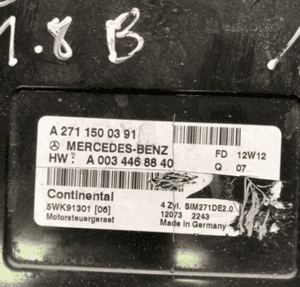 1.8 B
A 271 150 03 91
MERCEDES-BENZ
HW: A 003 446 88 40
FD 12W12
Q 07
Continental
5WK91301 [06]
Motorsteuergerset
4 Zyl. SIM271DE2.0
12073 2243
Made in Germany